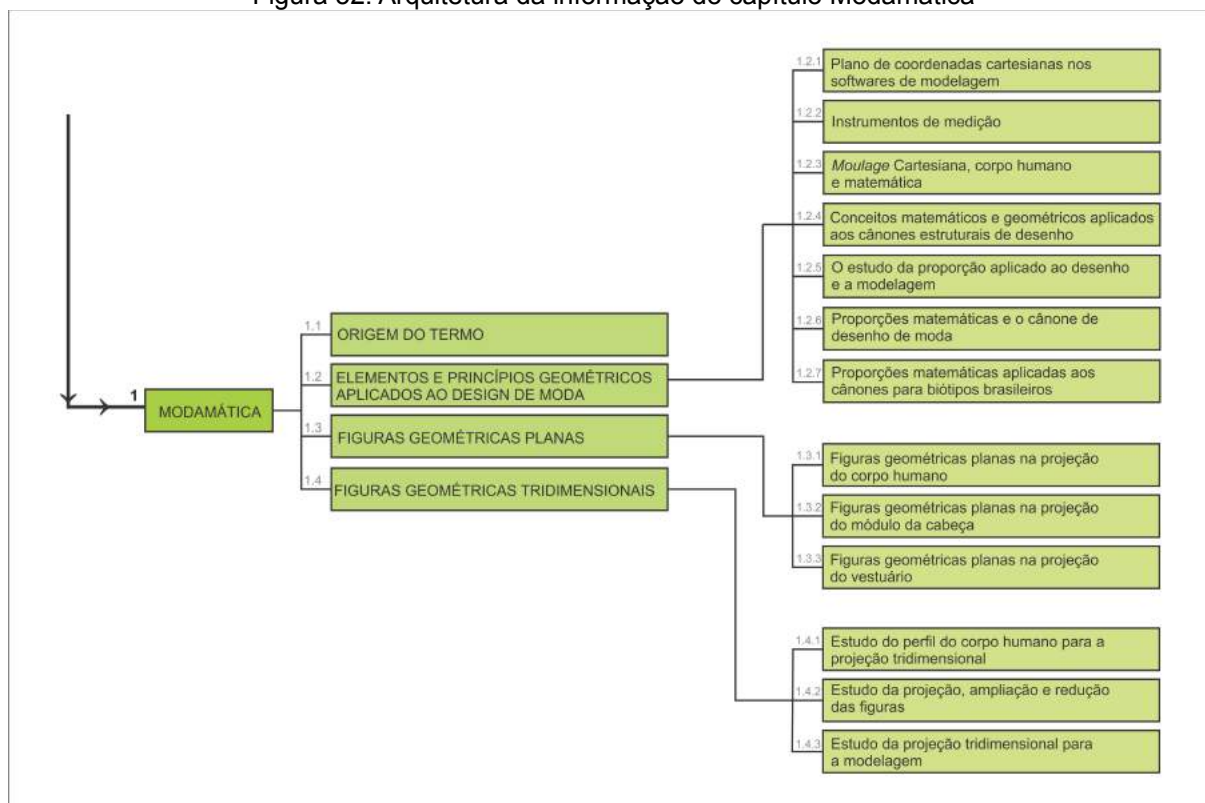 Figura 32. Arquitetura da informação do capítulo Modamática
1
MODAMÁTICA
1.1
ORIGEM DO TERMO
1.2
ELEMENTOS E PRINCÍPIOS GEOMÉTRICOS
APLICADOS AO DESIGN DE MODA
1.3
FIGURAS GEOMÉTRICAS PLANAS
1.4
FIGURAS GEOMÉTRICAS TRIDIMENSIONAIS
1.2.1
Plano de coordenadas cartesianas nos
softwares de modelagem
1.2.2
Instrumentos de medição
1.2.3
Moulage Cartesiana, corpo humano
e matemática
1.2.4
Conceitos matemáticos e geométricos aplicados
aos cânones estruturais de desenho
1.2.5
O estudo da proporção aplicado ao desenho
e a modelagem
1.2.6
Proporções matemáticas e o cânone de
desenho de moda
1.2.7
Proporções matemáticas aplicadas aos
cânones para biótipos brasileiros
1.3.1
Figuras geométricas planas na projeção
do corpo humano
1.3.2
Figuras geométricas planas na projeção
do módulo da cabeça
1.3.3
Figuras geométricas planas na projeção
do vestuário
1.4.1
Estudo do perfil do corpo humano para a
projeção tridimensional
1.4.2
Estudo da projeção, ampliação e redução
das figuras
1.4.3
Estudo da projeção tridimensional para
a modelagem